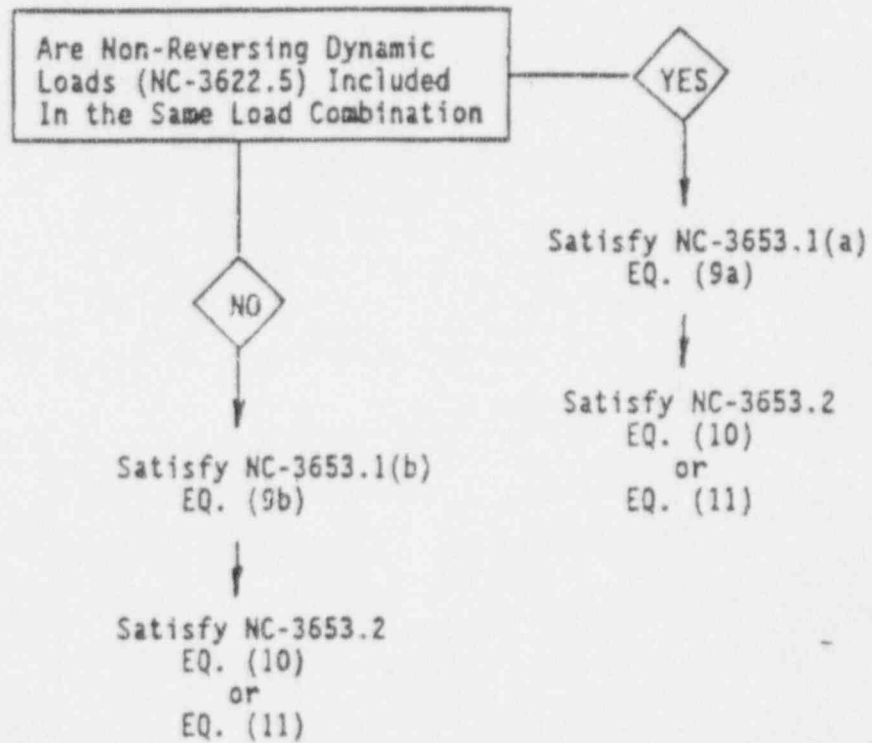 Are Non-Reversing Dynamic
Loads (NC-3622.5) Included
In the Same Load Combination
YES
Satisfy NC-3653.1(a)
EQ. (9a)
Satisfy NC-3653.2
EQ. (10)
or
EQ. (11)
NO
Satisfy NC-3653.1(b)
EQ. (9b)
Satisfy NC-3653.2
EQ. (10)
or
EQ. (11)